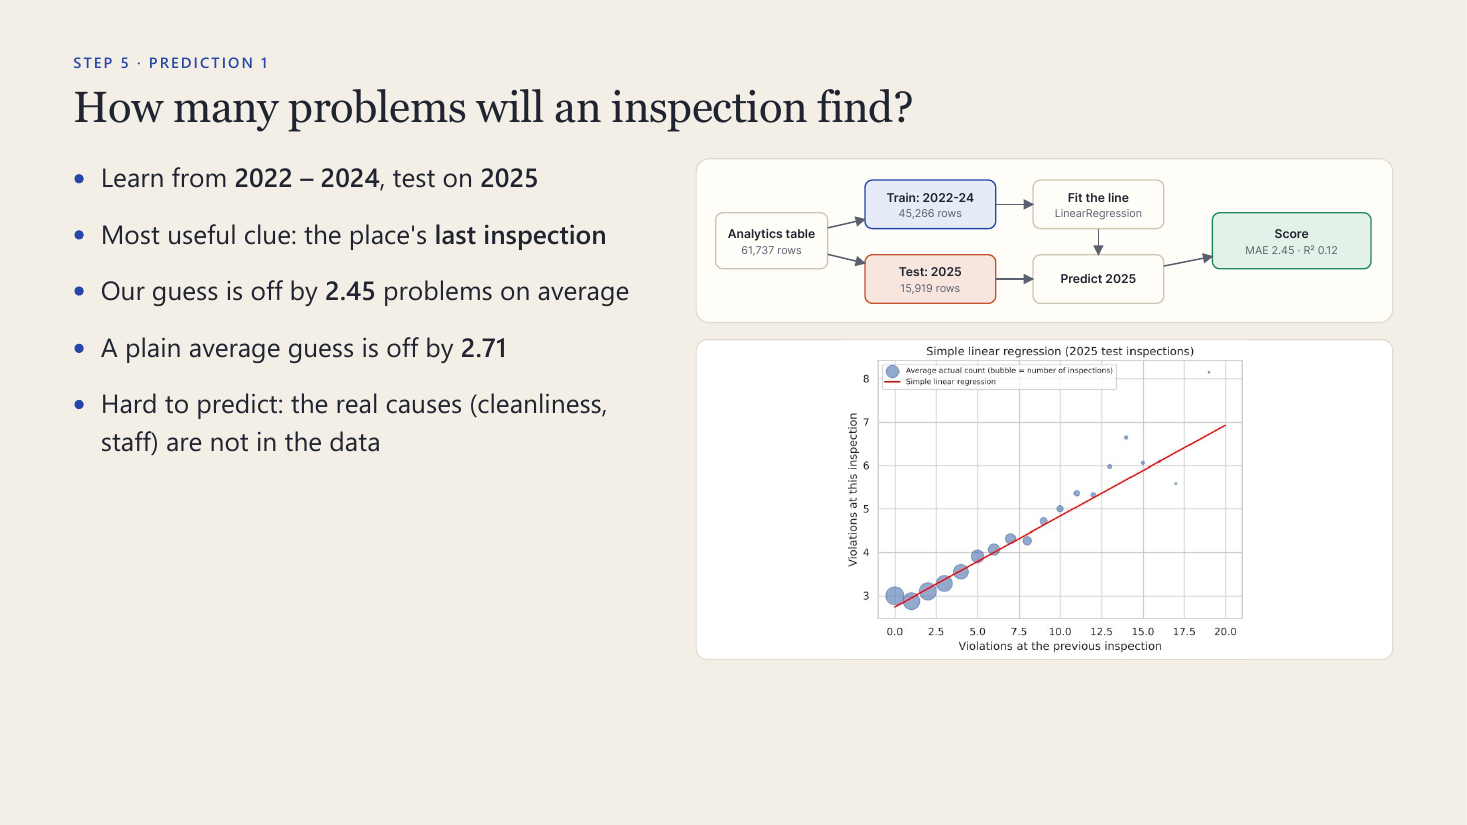 STEP 5 · PREDICTION 1
How many problems will an inspection find?
• Learn from 2022 – 2024, test on 2025
• Most useful clue: the place's last inspection
• Our guess is off by 2.45 problems on average
• A plain average guess is off by 2.71
• Hard to predict: the real causes (cleanliness,
staff) are not in the data
Analytics table
61,737 rows
Train: 2022-24
45,266 rows
Fit the line
LinearRegression
Test: 2025
15,919 rows
Predict 2025
Score
MAE 2.45 · R² 0.12
Simple linear regression (2025 test inspections)
Average actual count (bubble = number of inspections)
Simple linear regression
Violations at this inspection
8
7
6
5
4
3
0.0 2.5 5.0 7.5 10.0 12.5 15.0 17.5 20.0
Violations at the previous inspection